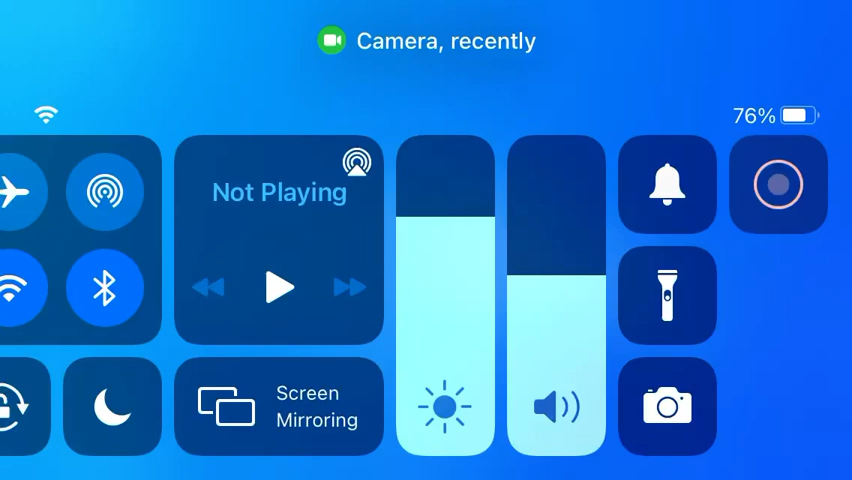 Camera, recently
76%
Not Playing
Screen
Mirroring